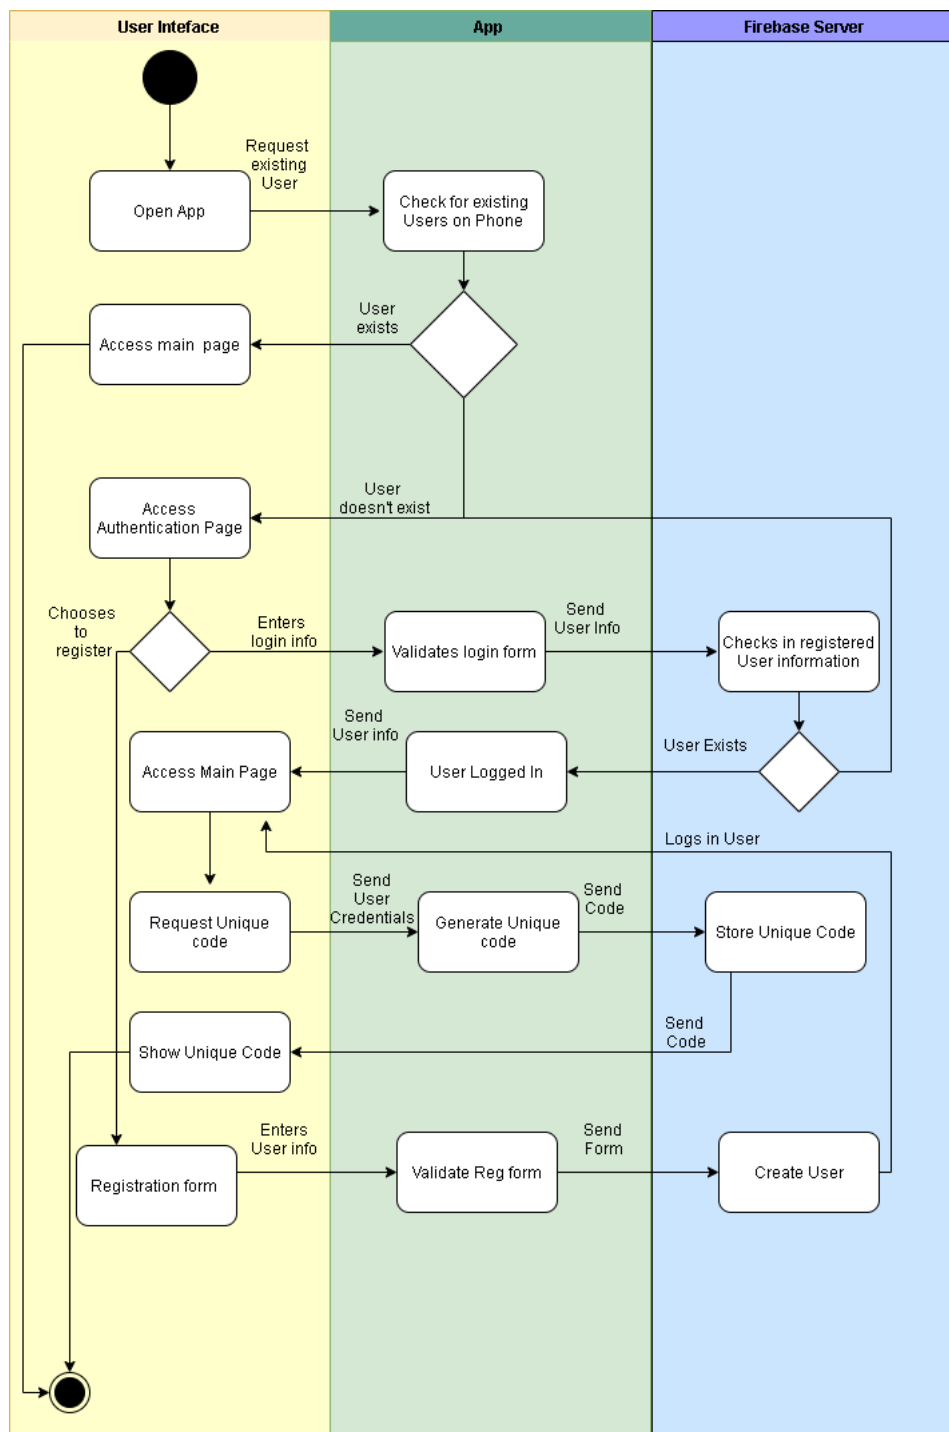 User Inteface
App
Firebase Server
Request
existing
User
Open App
Check for existing
Users on Phone
User
exists
Access main  page
User
doesn't exist
Access
Authentication Page
Chooses
to
register
Enters
login info
Validates login form
Send
User Info
Checks in registered
User information
Send
User info
User Exists
Access Main Page
User Logged In
Logs in User
Send
User
Credentials
Send
Code
Request Unique
code
Generate Unique
code
Store Unique Code
Send
Code
Show Unique Code
Enters
User info
Send
Form
Registration form
Validate Reg form
Create User